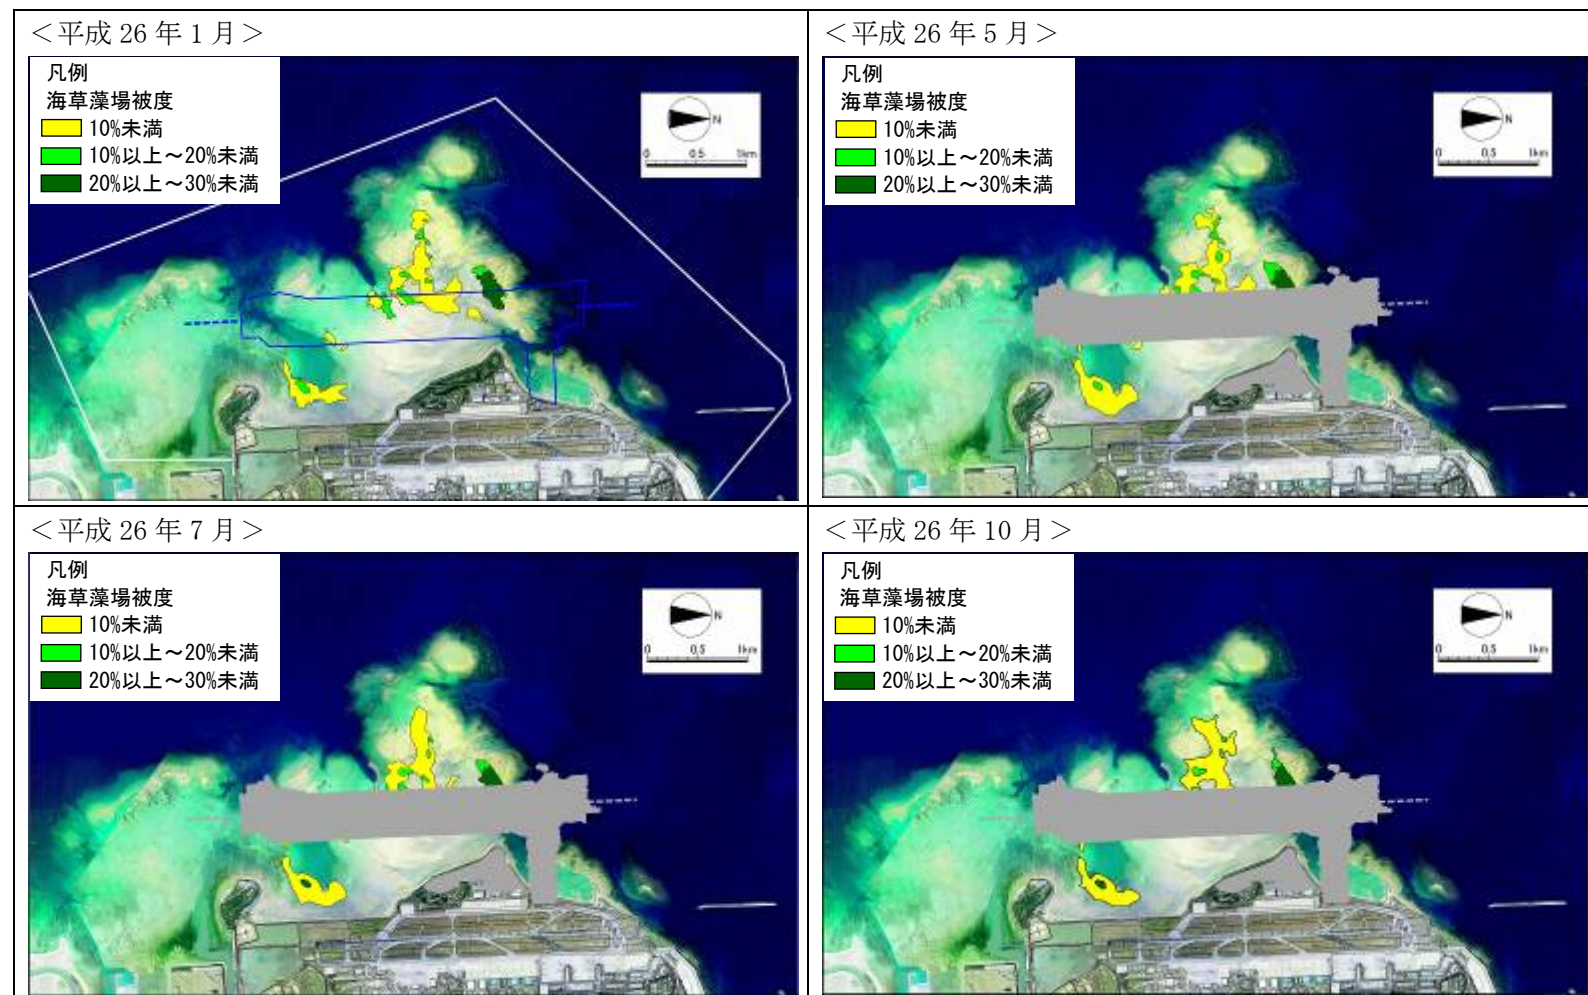 ＜平成 26 年 1 月＞
凡例
海草藻場被度
10%未満
10%以上～20%未満
20%以上～30%未満
N
0 0.5 1km
＜平成 26 年 5 月＞
凡例
海草藻場被度
10%未満
10%以上～20%未満
20%以上～30%未満
N
0 0.5 1km
＜平成 26 年 7 月＞
凡例
海草藻場被度
10%未満
10%以上～20%未満
20%以上～30%未満
N
0 0.5 1km
＜平成 26 年 10 月＞
凡例
海草藻場被度
10%未満
10%以上～20%未満
20%以上～30%未満
N
0 0.5 1km